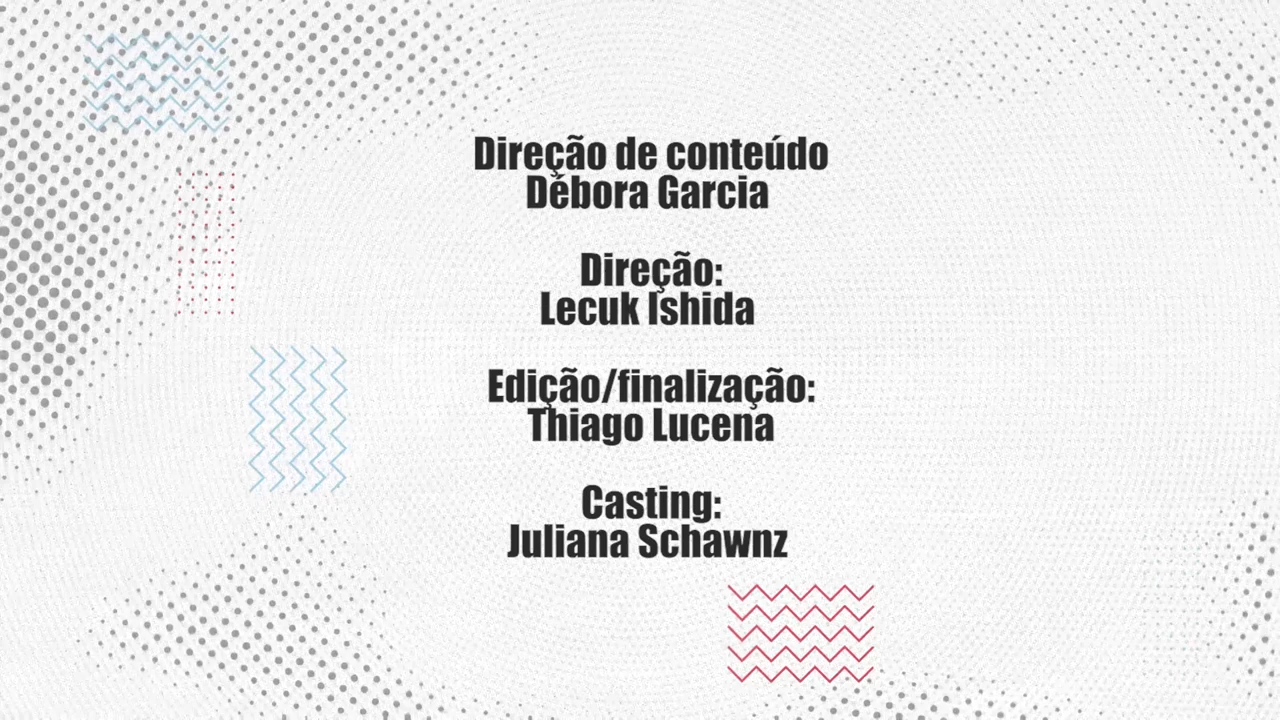 Direção de conteúdo
Débora Garcia
Direção:
Lecuk Ishida
Edição/finalização:
Thiago Lucena
Casting:
Juliana Schawnz